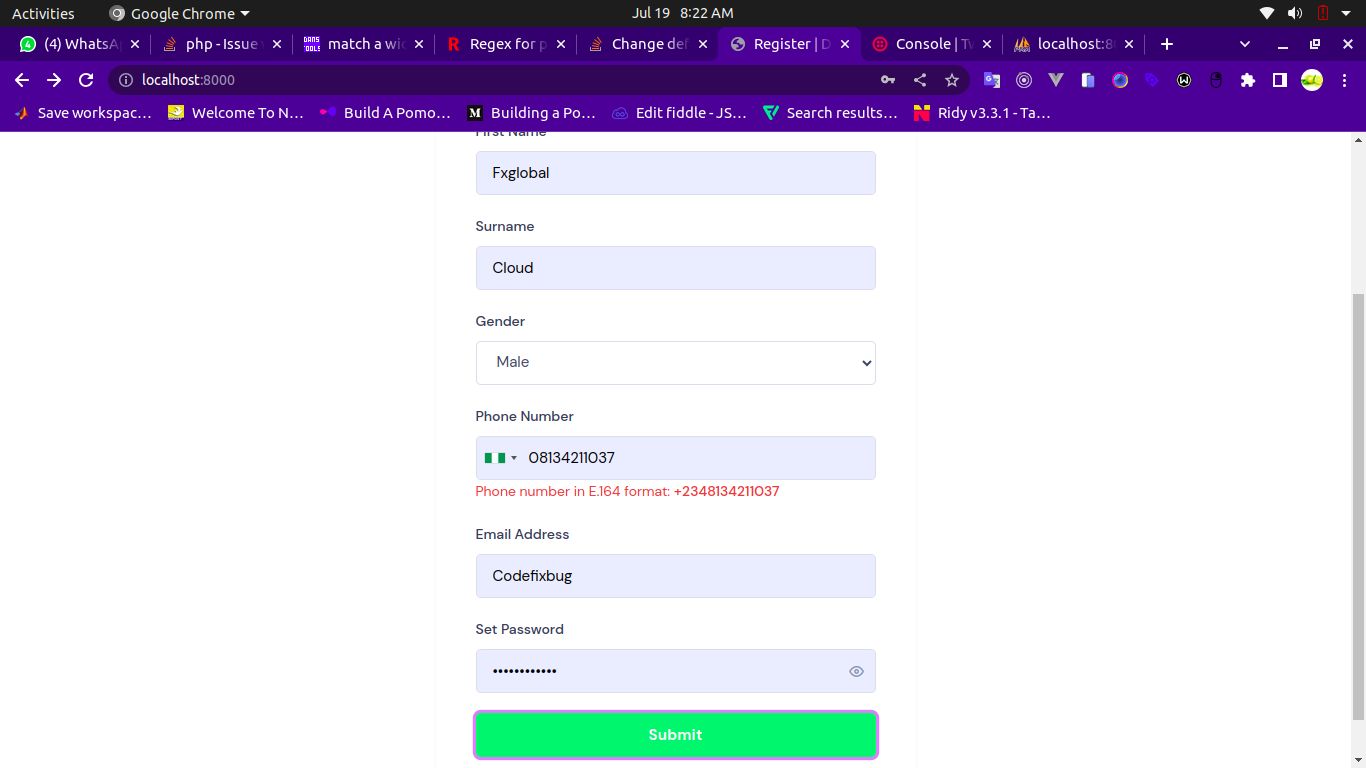 Activities Google Chrome Jul 19 8:22 AM
(4) WhatsA php - Issue match a wi Regex for p Change def Register | D Console | Tw localhost:8
localhost:8000
Save workspac... Welcome To N... Build A Pomo... M Building a Po... Edit fiddle - JS... Search results... Ridy v3.3.1 - Ta...
First Name
Fxglobal
Surname
Cloud
Gender
Male
Phone Number
08134211037
Phone number in E.164 format: +2348134211037
Email Address
Codefixbug
Set Password
••••••••••••
Submit